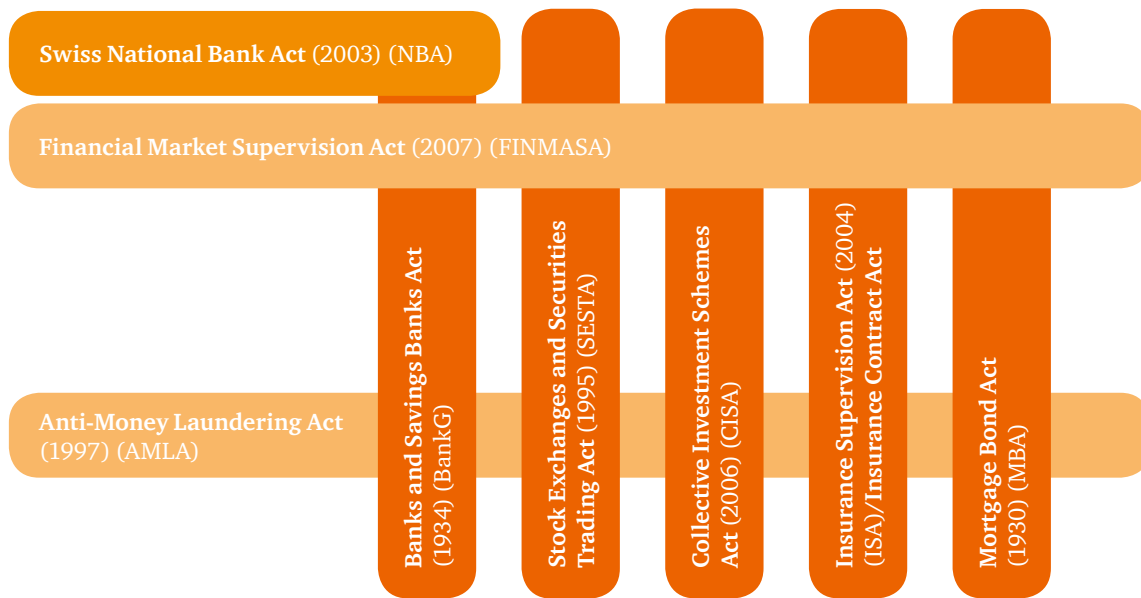 Swiss National Bank Act (2003) (NBA)
Financial Market Supervision Act (2007) (FINMASA)
Anti-Money Laundering Act
(1997) (AMLA)
Banks and Savings Banks Act
(1934) (BankG)
Stock Exchanges and Securities
Trading Act (1995) (SESTA)
Collective Investment Schemes
Act (2006) (CISA)
Insurance Supervision Act (2004)
(ISA)/Insurance Contract Act
Mortgage Bond Act
(1930) (MBA)